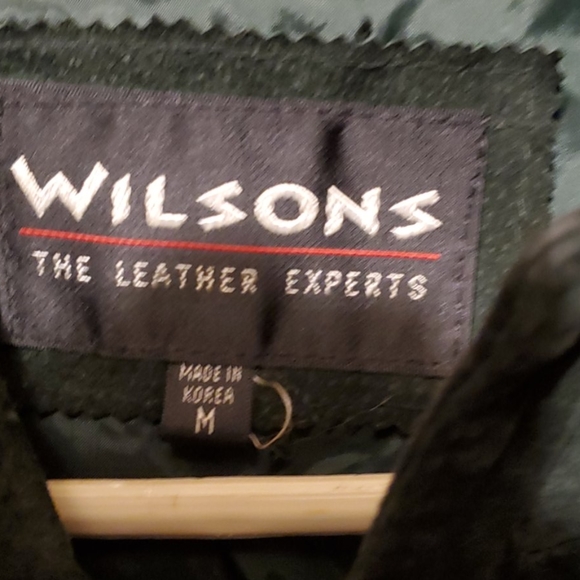 WILSONS
THE LEATHER EXPERTS
MADE IN
KOREA
M